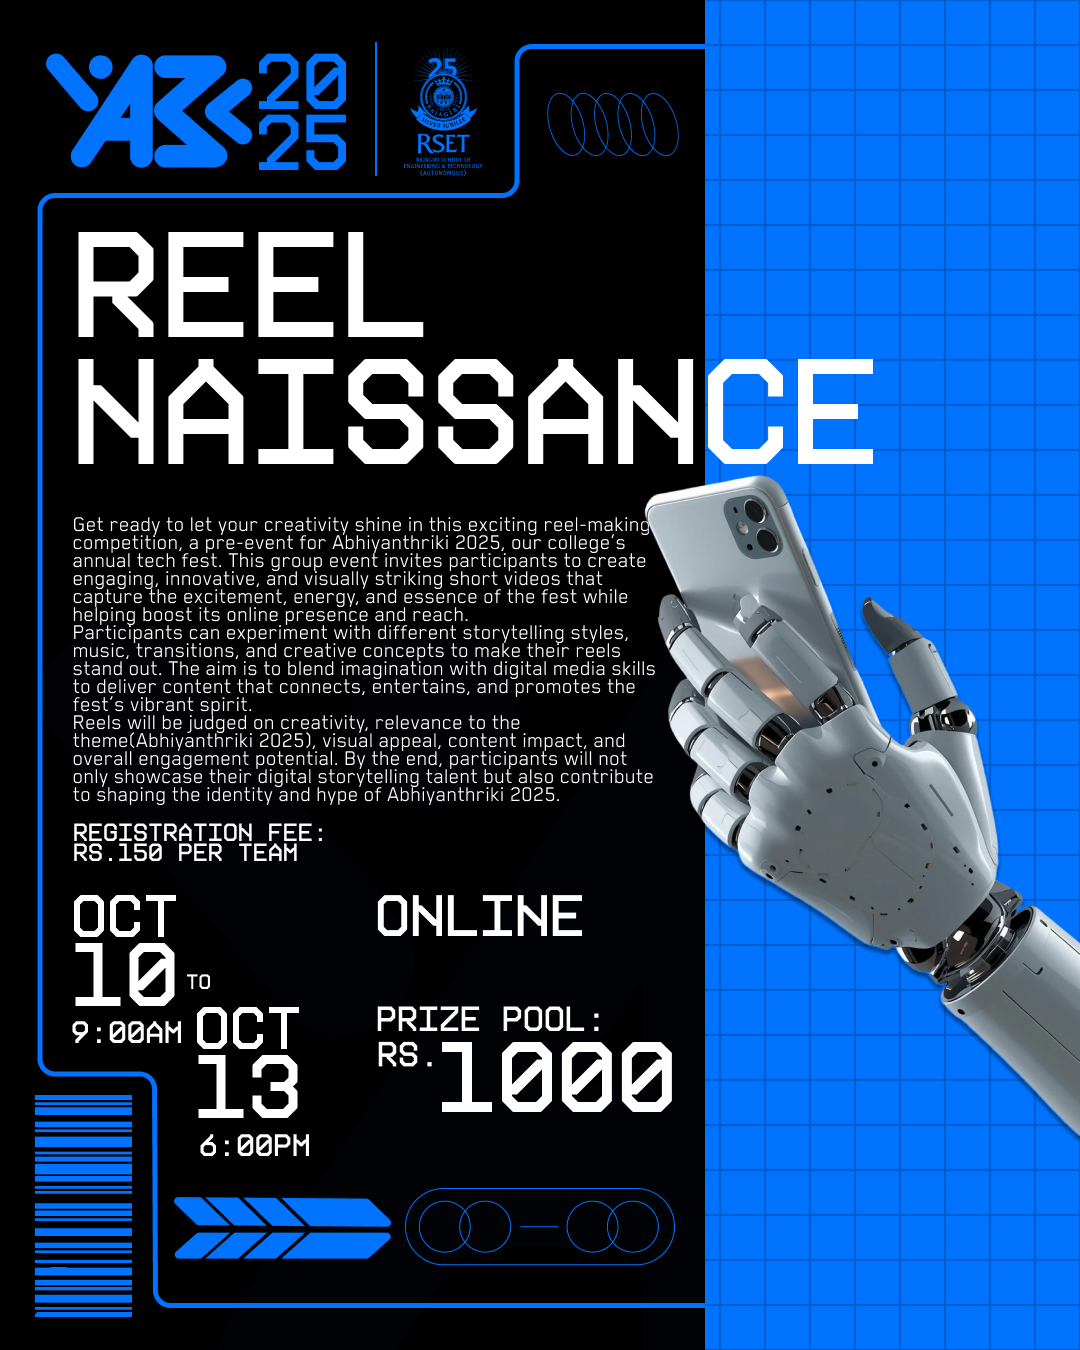 20
25
25
RAJAGIRI
SILVER JUBILEE
RSET
RAJAGIRI SCHOOL OF
ENGINEERING & TECHNOLOGY
(AUTONOMOUS)
REEL
NAISSANCE
Get ready to let your creativity shine in this exciting reel-making
competition, a pre-event for Abhiyanthriki 2025, our college's
annual tech fest. This group event invites participants to create
engaging, innovative, and visually striking short videos that
capture the excitement, energy, and essence of the fest while
helping boost its online presence and reach.
Participants can experiment with different storytelling styles,
music, transitions, and creative concepts to make their reels
stand out. The aim is to blend imagination with digital media skills
to deliver content that connects, entertains, and promotes the
fest's vibrant spirit.
Reels will be judged on creativity, relevance to the
theme(Abhiyanthriki 2025), visual appeal, content impact, and
overall engagement potential. By the end, participants will not
only showcase their digital storytelling talent but also contribute
to shaping the identity and hype of Abhiyanthriki 2025.
REGISTRATION FEE:
RS.150 PER TEAM
OCT
10 TO
9:00AM
OCT
13
6:00PM
ONLINE
PRIZE POOL:
RS.1000